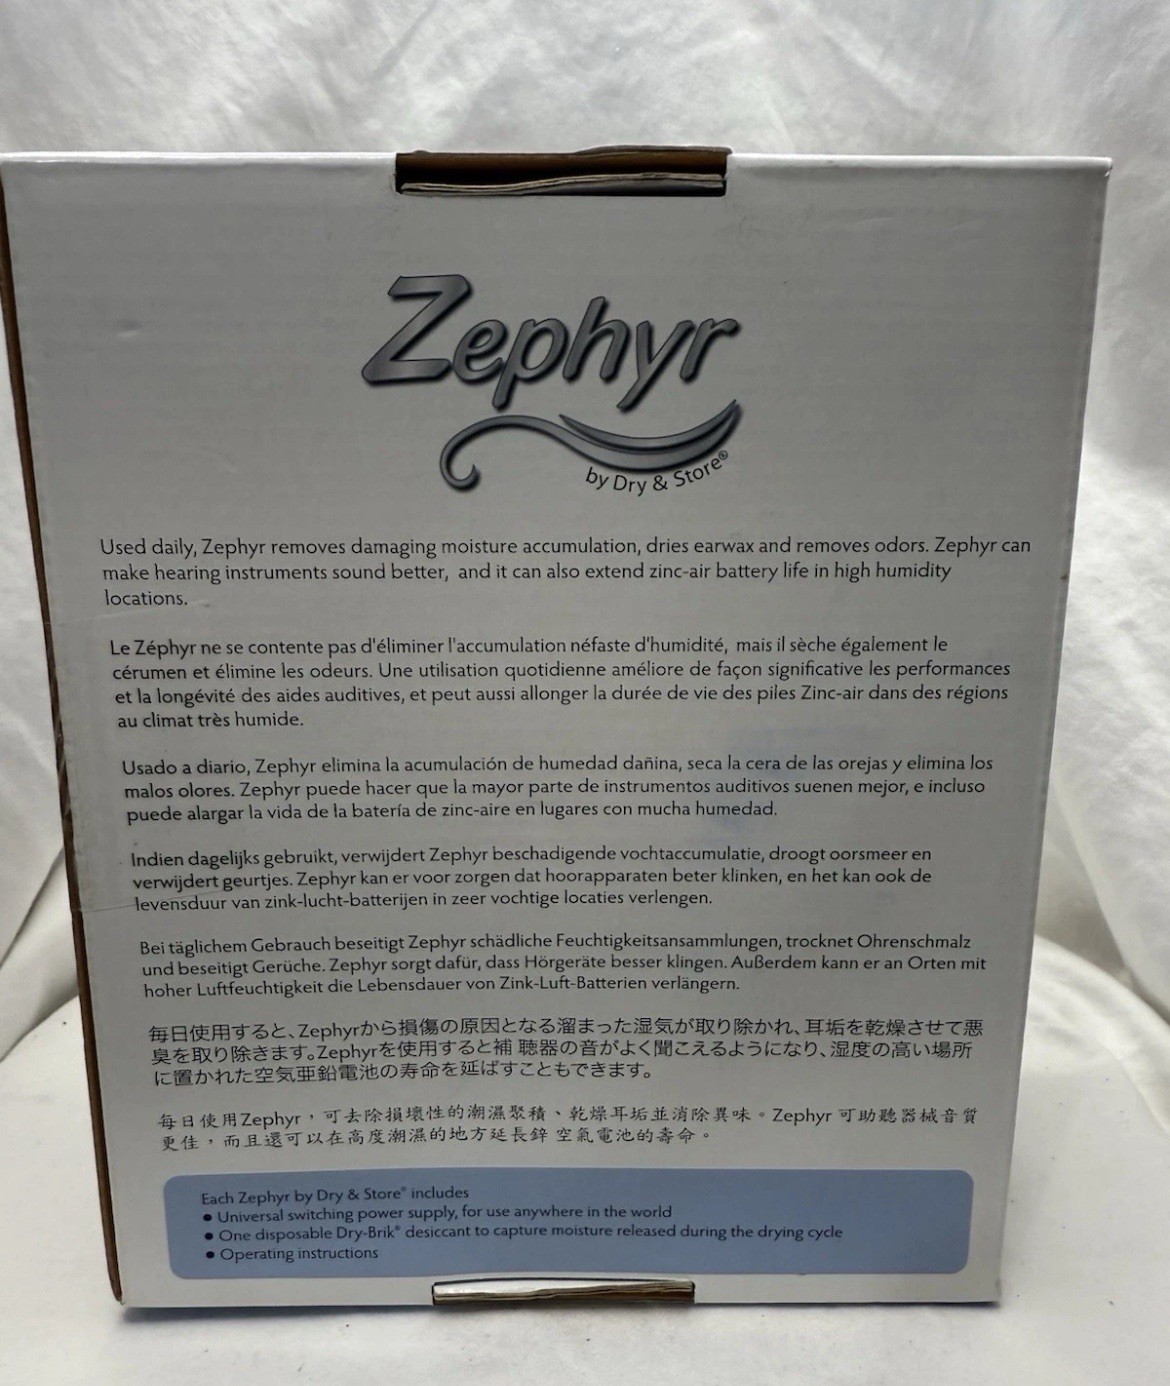 Zephyr
by Dry & Store®
Used daily, Zephyr removes damaging moisture accumulation, dries earwax and removes odors. Zephyr can
make hearing instruments sound better, and it can also extend zinc-air battery life in high humidity
locations.
Le Zéphyr ne se contente pas d'éliminer l'accumulation néfaste d'humidité, mais il sèche également le
cérumen et élimine les odeurs. Une utilisation quotidienne améliore de façon significative les performances
et la longévité des aides auditives, et peut aussi allonger la durée de vie des piles Zinc-air dans des régions
au climat très humide.
Usado a diario, Zephyr elimina la acumulación de humedad dañina, seca la cera de las orejas y elimina los
malos olores. Zephyr puede hacer que la mayor parte de instrumentos auditivos suenen mejor, e incluso
puede alargar la vida de la batería de zinc-aire en lugares con mucha humedad.
Indien dagelijks gebruikt, verwijdert Zephyr beschadigende vochtaccumulatie, droogt oorsmeer en
verwijdert geurtjes. Zephyr kan er voor zorgen dat hoorapparaten beter klinken, en het kan ook de
levensduur van zink-lucht-batterijen in zeer vochtige locaties verlengen.
Bei täglichem Gebrauch beseitigt Zephyr schädliche Feuchtigkeitsansammlungen, trocknet Ohrenschmalz
und beseitigt Gerüche. Zephyr sorgt dafür, dass Hörgeräte besser klingen. Außerdem kann er an Orten mit
hoher Luftfeuchtigkeit die Lebensdauer von Zink-Luft-Batterien verlängern.
毎日使用すると、Zephyrから損傷の原因となる溜まった湿気が取り除かれ、耳垢を乾燥させて悪
臭を取り除きます。Zephyrを使用すると補 聴器の音がよく聞こえるようになり、湿度の高い場所
に置かれた空気亜鉛電池の寿命を延ばすこともできます。
每日使用Zephyr，可去除損壞性的潮濕聚積、乾燥耳垢並消除異味。Zephyr 可助聽器械音質
更佳，而且還可以在高度潮濕的地方延長鋅 空氣電池的壽命。
Each Zephyr by Dry & Store® includes
● Universal switching power supply, for use anywhere in the world
● One disposable Dry-Brik® desiccant to capture moisture released during the drying cycle
● Operating instructions